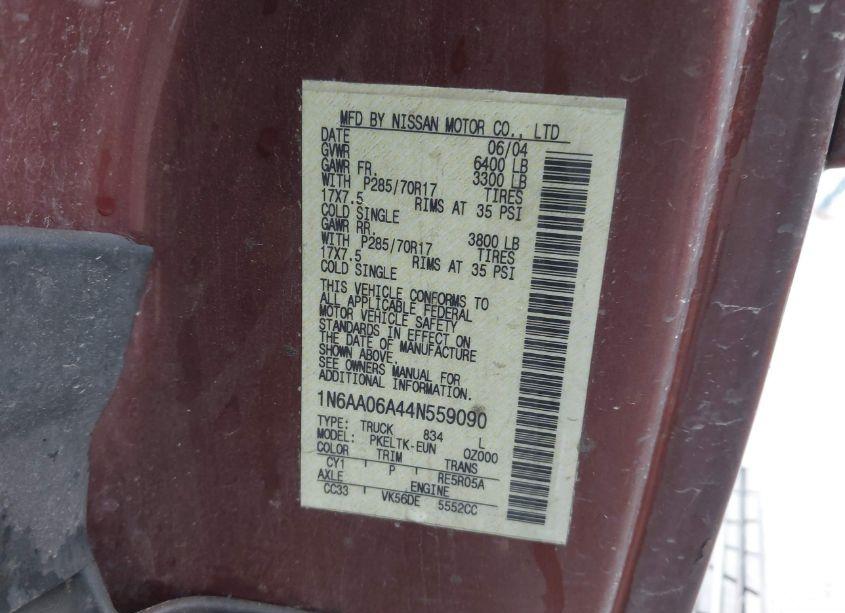 MFD BY NISSAN MOTOR CO., LTD
DATE 06/04
GVWR 6400 LB
GAWR FR. 3300 LB
WITH P285/70R17 TIRES
17X7.5 RIMS AT 35 PSI
COLD SINGLE
GAWR RR. 3800 LB
WITH P285/70R17 TIRES
17X7.5 RIMS AT 35 PSI
COLD SINGLE
THIS VEHICLE CONFORMS TO
ALL APPLICABLE FEDERAL
MOTOR VEHICLE SAFETY
STANDARDS IN EFFECT ON
THE DATE OF MANUFACTURE
SHOWN ABOVE.
SEE OWNERS MANUAL FOR
ADDITIONAL INFORMATION.
1N6AA06A44N559090
TYPE: TRUCK 834 L
MODEL: PKELTK-EUN QZ000
COLOR TRIM TRANS
CY1 P RE5R05A
AXLE ENGINE
CC33 VK56DE 5552CC